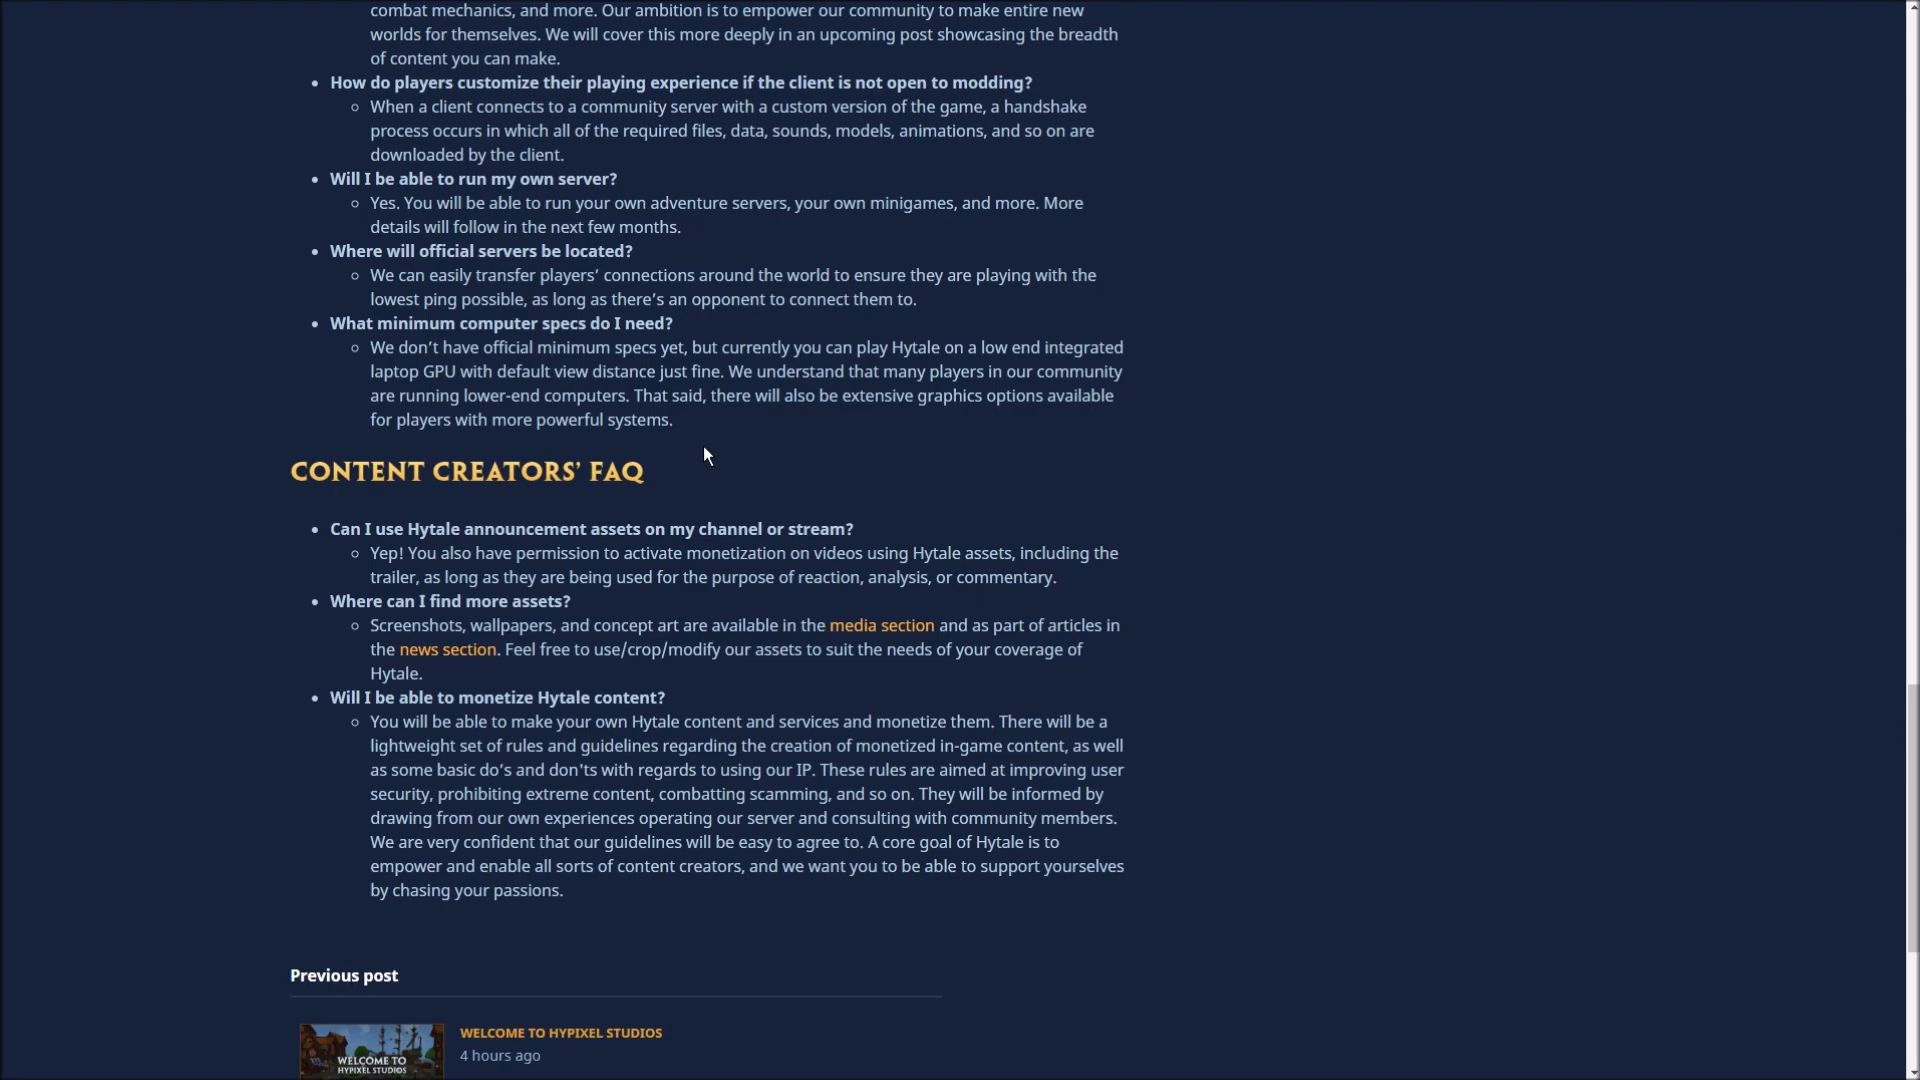 combat mechanics, and more. Our ambition is to empower our community to make entire new
worlds for themselves. We will cover this more deeply in an upcoming post showcasing the breadth
of content you can make.
• How do players customize their playing experience if the client is not open to modding?
◦ When a client connects to a community server with a custom version of the game, a handshake
process occurs in which all of the required files, data, sounds, models, animations, and so on are
downloaded by the client.
• Will I be able to run my own server?
◦ Yes. You will be able to run your own adventure servers, your own minigames, and more. More
details will follow in the next few months.
• Where will official servers be located?
◦ We can easily transfer players’ connections around the world to ensure they are playing with the
lowest ping possible, as long as there’s an opponent to connect them to.
• What minimum computer specs do I need?
◦ We don’t have official minimum specs yet, but currently you can play Hytale on a low end integrated
laptop GPU with default view distance just fine. We understand that many players in our community
are running lower-end computers. That said, there will also be extensive graphics options available
for players with more powerful systems.
CONTENT CREATORS’ FAQ
• Can I use Hytale announcement assets on my channel or stream?
◦ Yep! You also have permission to activate monetization on videos using Hytale assets, including the
trailer, as long as they are being used for the purpose of reaction, analysis, or commentary.
• Where can I find more assets?
◦ Screenshots, wallpapers, and concept art are available in the media section and as part of articles in
the news section. Feel free to use/crop/modify our assets to suit the needs of your coverage of
Hytale.
• Will I be able to monetize Hytale content?
◦ You will be able to make your own Hytale content and services and monetize them. There will be a
lightweight set of rules and guidelines regarding the creation of monetized in-game content, as well
as some basic do’s and don'ts with regards to using our IP. These rules are aimed at improving user
security, prohibiting extreme content, combatting scamming, and so on. They will be informed by
drawing from our own experiences operating our server and consulting with community members.
We are very confident that our guidelines will be easy to agree to. A core goal of Hytale is to
empower and enable all sorts of content creators, and we want you to be able to support yourselves
by chasing your passions.
Previous post
WELCOME TO HYPIXEL STUDIOS
4 hours ago
WELCOME TO
HYPIXEL STUDIOS